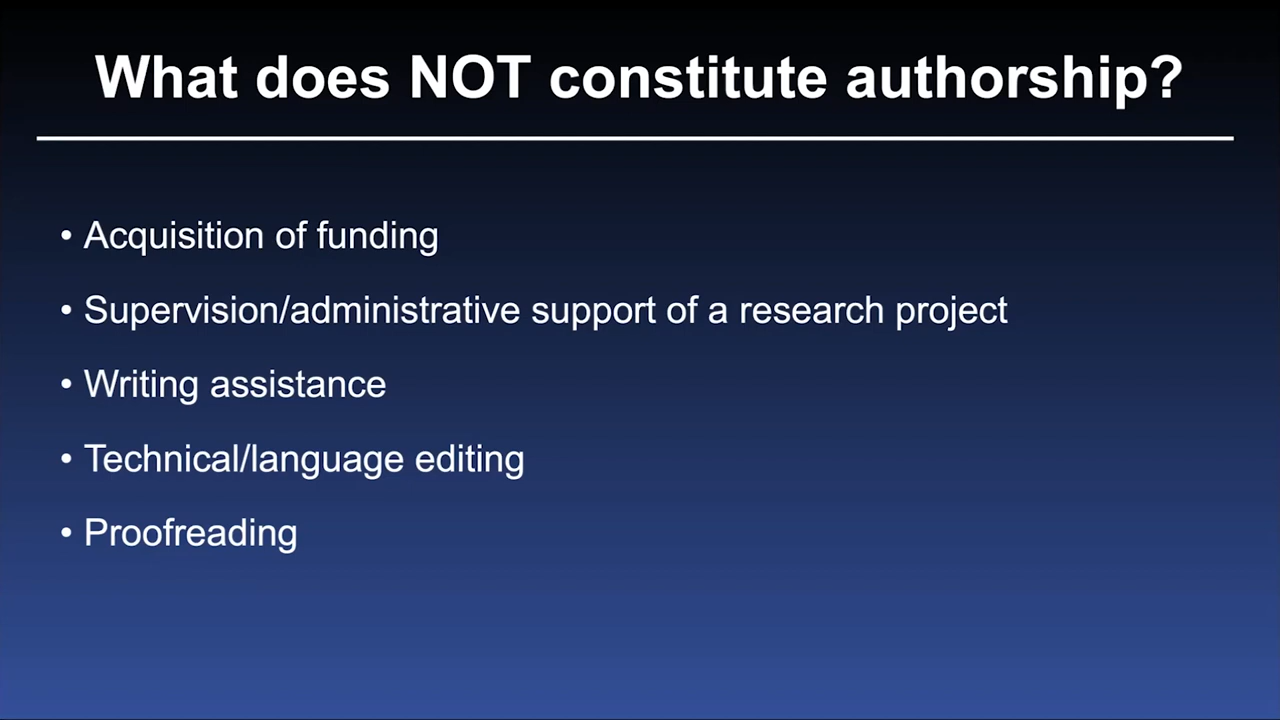 What does NOT constitute authorship?
• Acquisition of funding
• Supervision/administrative support of a research project
• Writing assistance
• Technical/language editing
• Proofreading